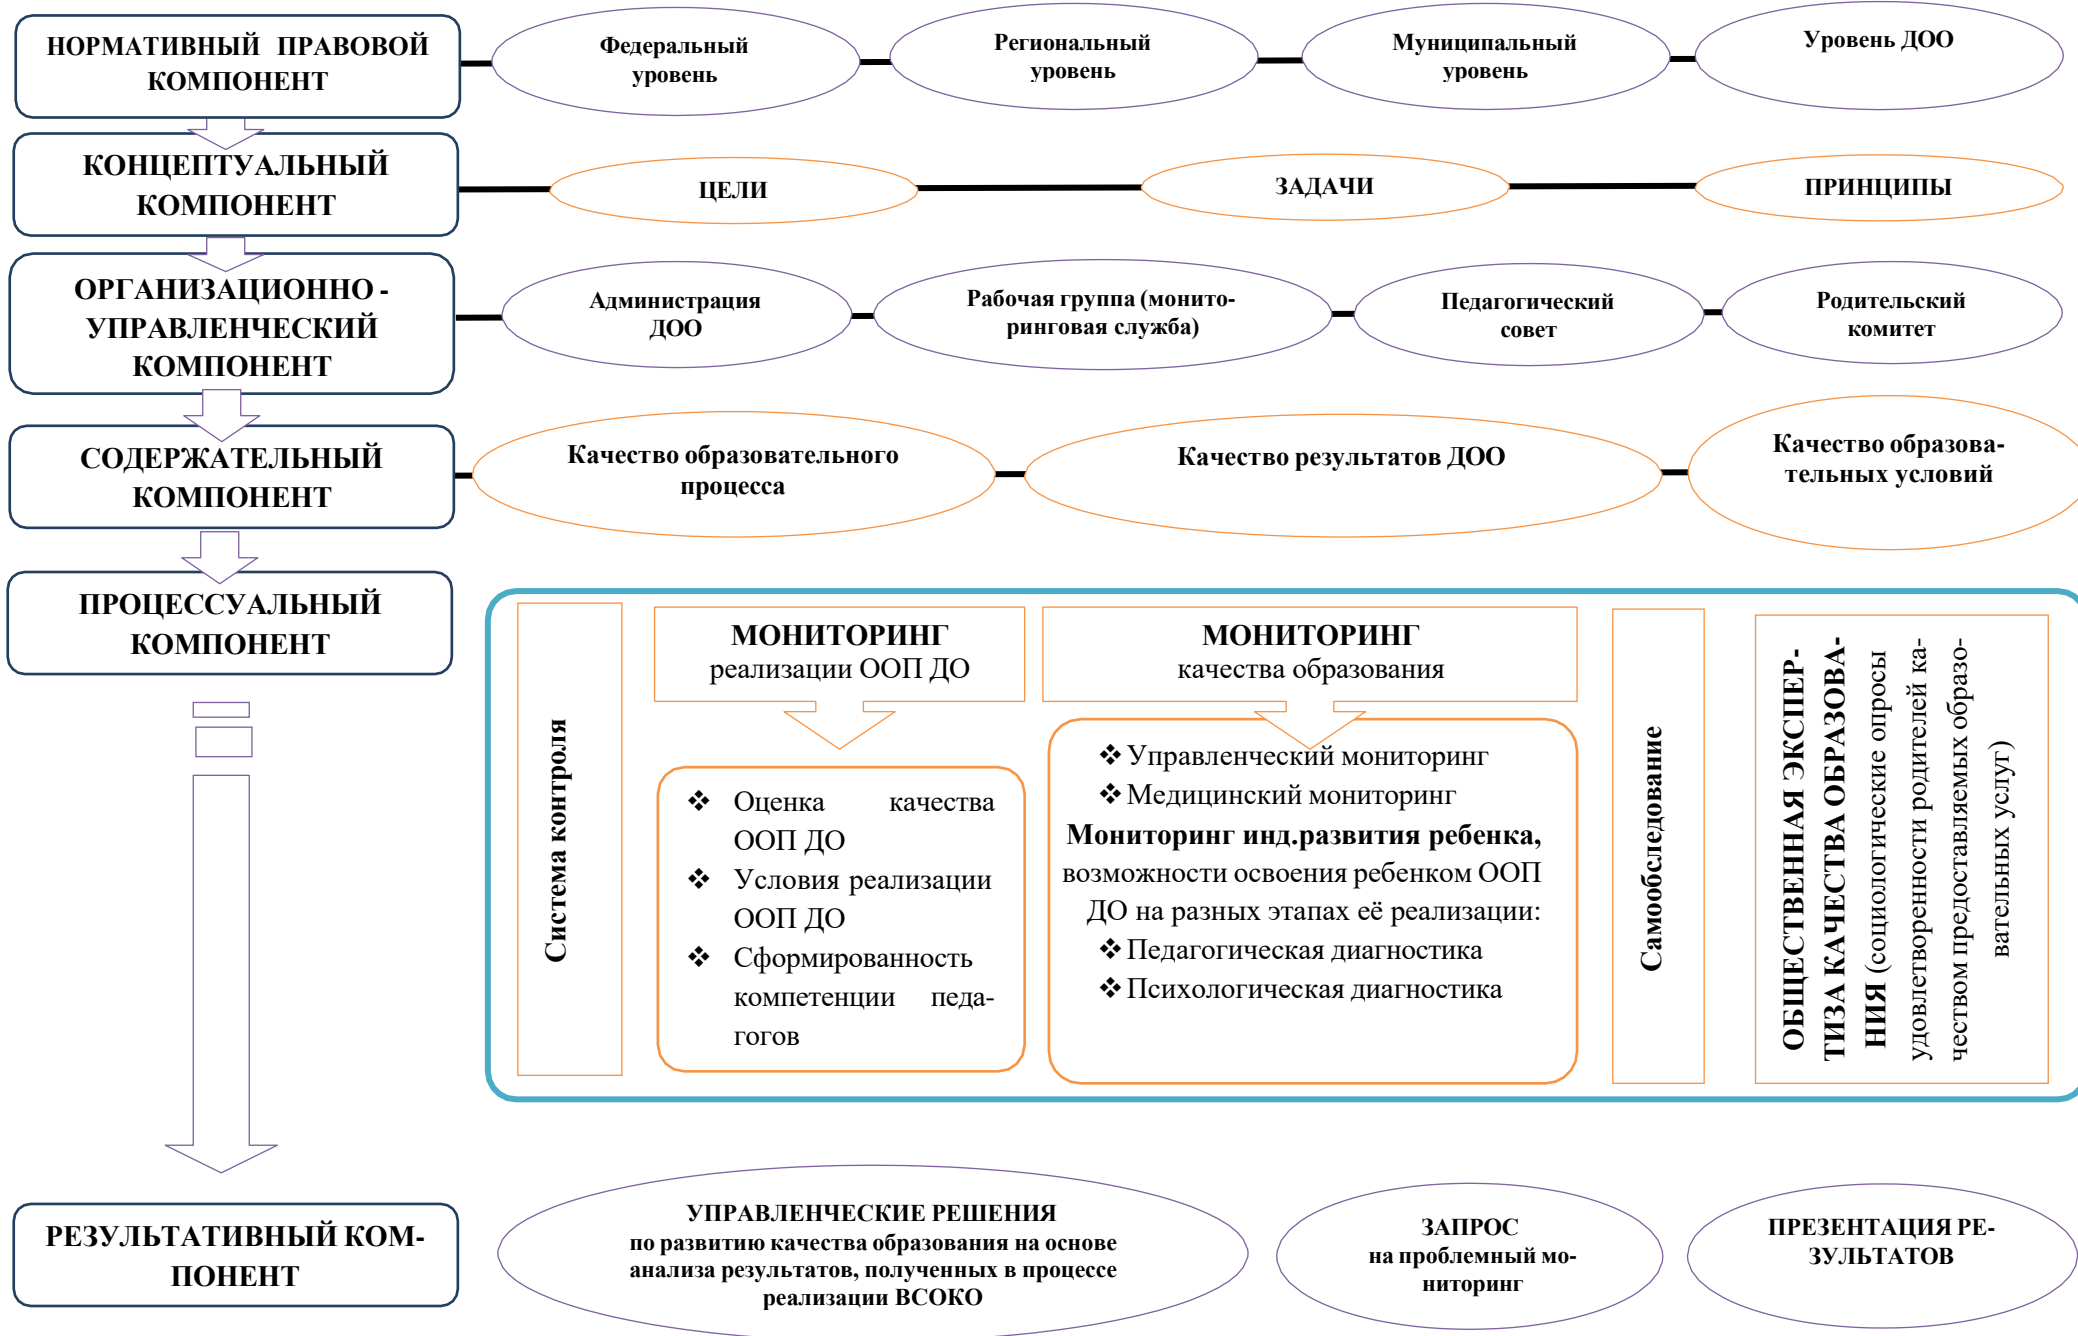 НОРМАТИВНЫЙ ПРАВОВОЙ
КОМПОНЕНТ
Федеральный
уровень
Региональный
уровень
Муниципальный
уровень
Уровень ДОО
КОНЦЕПТУАЛЬНЫЙ
КОМПОНЕНТ
ЦЕЛИ
ЗАДАЧИ
ПРИНЦИПЫ
ОРГАНИЗАЦИОННО -
УПРАВЛЕНЧЕСКИЙ
КОМПОНЕНТ
Администрация
ДОО
Рабочая группа (монито-
ринговая служба)
Педагогический
совет
Родительский
комитет
СОДЕРЖАТЕЛЬНЫЙ
КОМПОНЕНТ
Качество образовательного
процесса
Качество результатов ДОО
Качество образова-
тельных условий
ПРОЦЕССУАЛЬНЫЙ
КОМПОНЕНТ
Система контроля
МОНИТОРИНГ
реализации ООП ДО
❖ Оценка качества
ООП ДО
❖ Условия реализации
ООП ДО
❖ Сформированность
компетенции педа-
гогов
МОНИТОРИНГ
качества образования
❖ Управленческий мониторинг
❖ Медицинский мониторинг
Мониторинг инд.развития ребенка,
возможности освоения ребенком ООП
ДО на разных этапах её реализации:
❖ Педагогическая диагностика
❖ Психологическая диагностика
Самообследование
ОБЩЕСТВЕННАЯ ЭКСПЕР-
ТИЗА КАЧЕСТВА ОБРАЗОВА-
НИЯ (социологические опросы
удовлетворенности родителей ка-
чеством предоставляемых образо-
вательных услуг)
РЕЗУЛЬТАТИВНЫЙ КОМ-
ПОНЕНТ
УПРАВЛЕНЧЕСКИЕ РЕШЕНИЯ
по развитию качества образования на основе
анализа результатов, полученных в процессе
реализации ВСОКО
ЗАПРОС
на проблемный мо-
ниторинг
ПРЕЗЕНТАЦИЯ РЕ-
ЗУЛЬТАТОВ